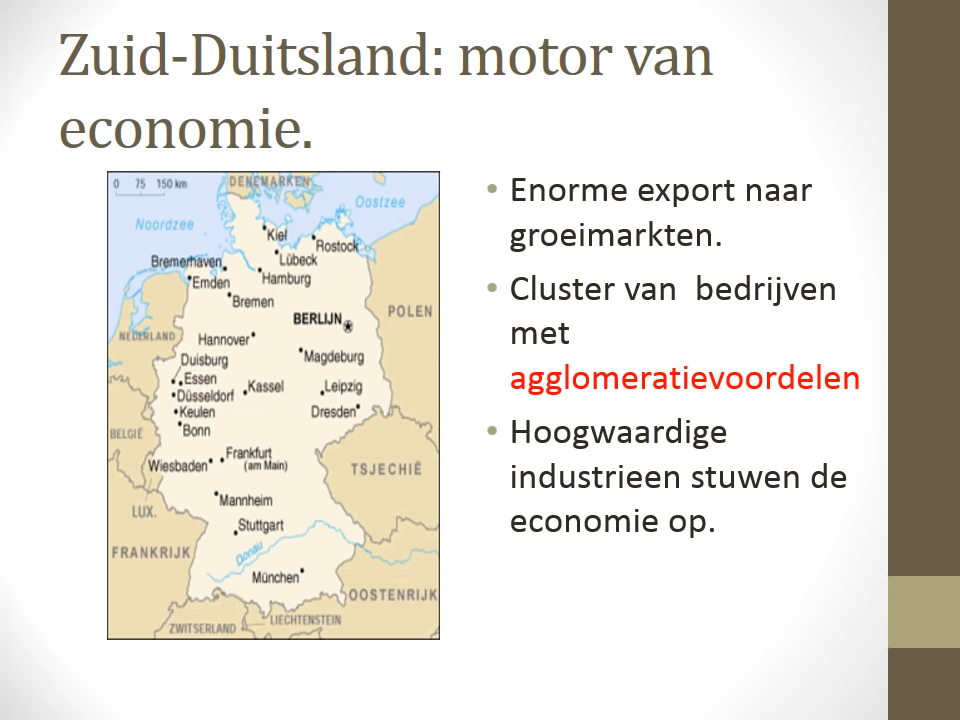 Zuid-Duitsland: motor van
economie.
0 75 150 km
DENEMARKEN
Oostzee
Noordzee
Kiel
Rostock
Lübeck
Bremerhaven
Hamburg
Emden
Bremen
POLEN
BERLIJN
NEDERLAND
Hannover
Magdeburg
Duisburg
Essen
Kassel
Leipzig
Düsseldorf
Keulen
Dresden
Bonn
BELGIË
Frankfurt
(am Main)
Wiesbaden
TSJECHIË
Mannheim
LUX.
Stuttgart
FRANKRIJK
Donau
München
OOSTENRIJK
LIECHTENSTEIN
ZWITSERLAND
• Enorme export naar
groeimarkten.
• Cluster van  bedrijven
met
agglomeratievoordelen
• Hoogwaardige
industrieen stuwen de
economie op.